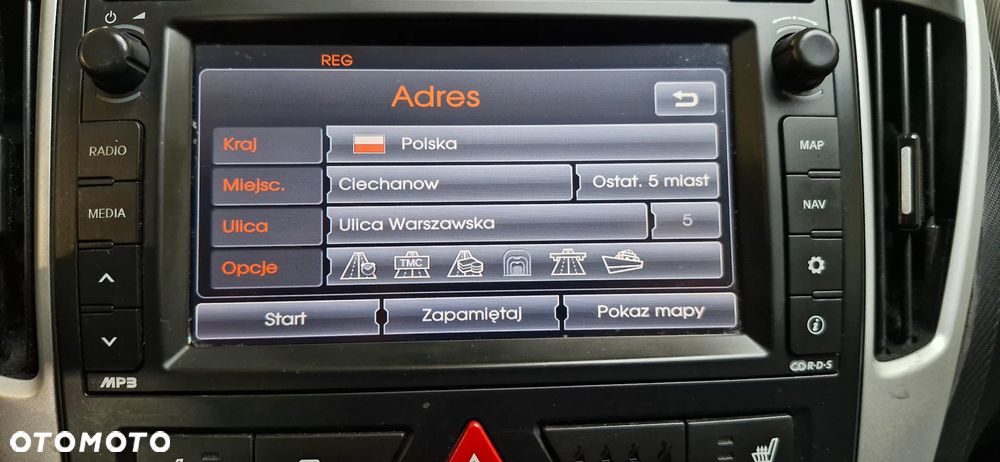 REG
Adres
Kraj
Polska
Miejsc.
Ciechanow
Ostat. 5 miast
Ulica
Ulica Warszawska
5
Opcje
TMC
Start
Zapamiętaj
Pokaz mapy
RADIO
MEDIA
MP3
MAP
NAV
CD R·D·S
OTOMOTO